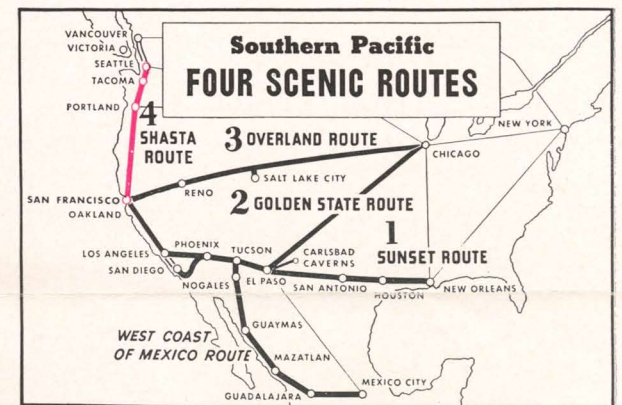 Southern Pacific
FOUR SCENIC ROUTES
VANCOUVER
VICTORIA
SEATTLE
TACOMA
PORTLAND
4
SHASTA
ROUTE
3 OVERLAND ROUTE
NEW YORK
CHICAGO
RENO
SALT LAKE CITY
SAN FRANCISCO
OAKLAND
2 GOLDEN STATE ROUTE
1
SUNSET ROUTE
LOS ANGELES
PHOENIX
TUCSON
CARLSBAD
CAVERNS
SAN DIEGO
NOGALES
EL PASO
SAN ANTONIO
HOUSTON
NEW ORLEANS
WEST COAST
OF MEXICO ROUTE
GUAYMAS
MAZATLAN
MEXICO CITY
GUADALAJARA